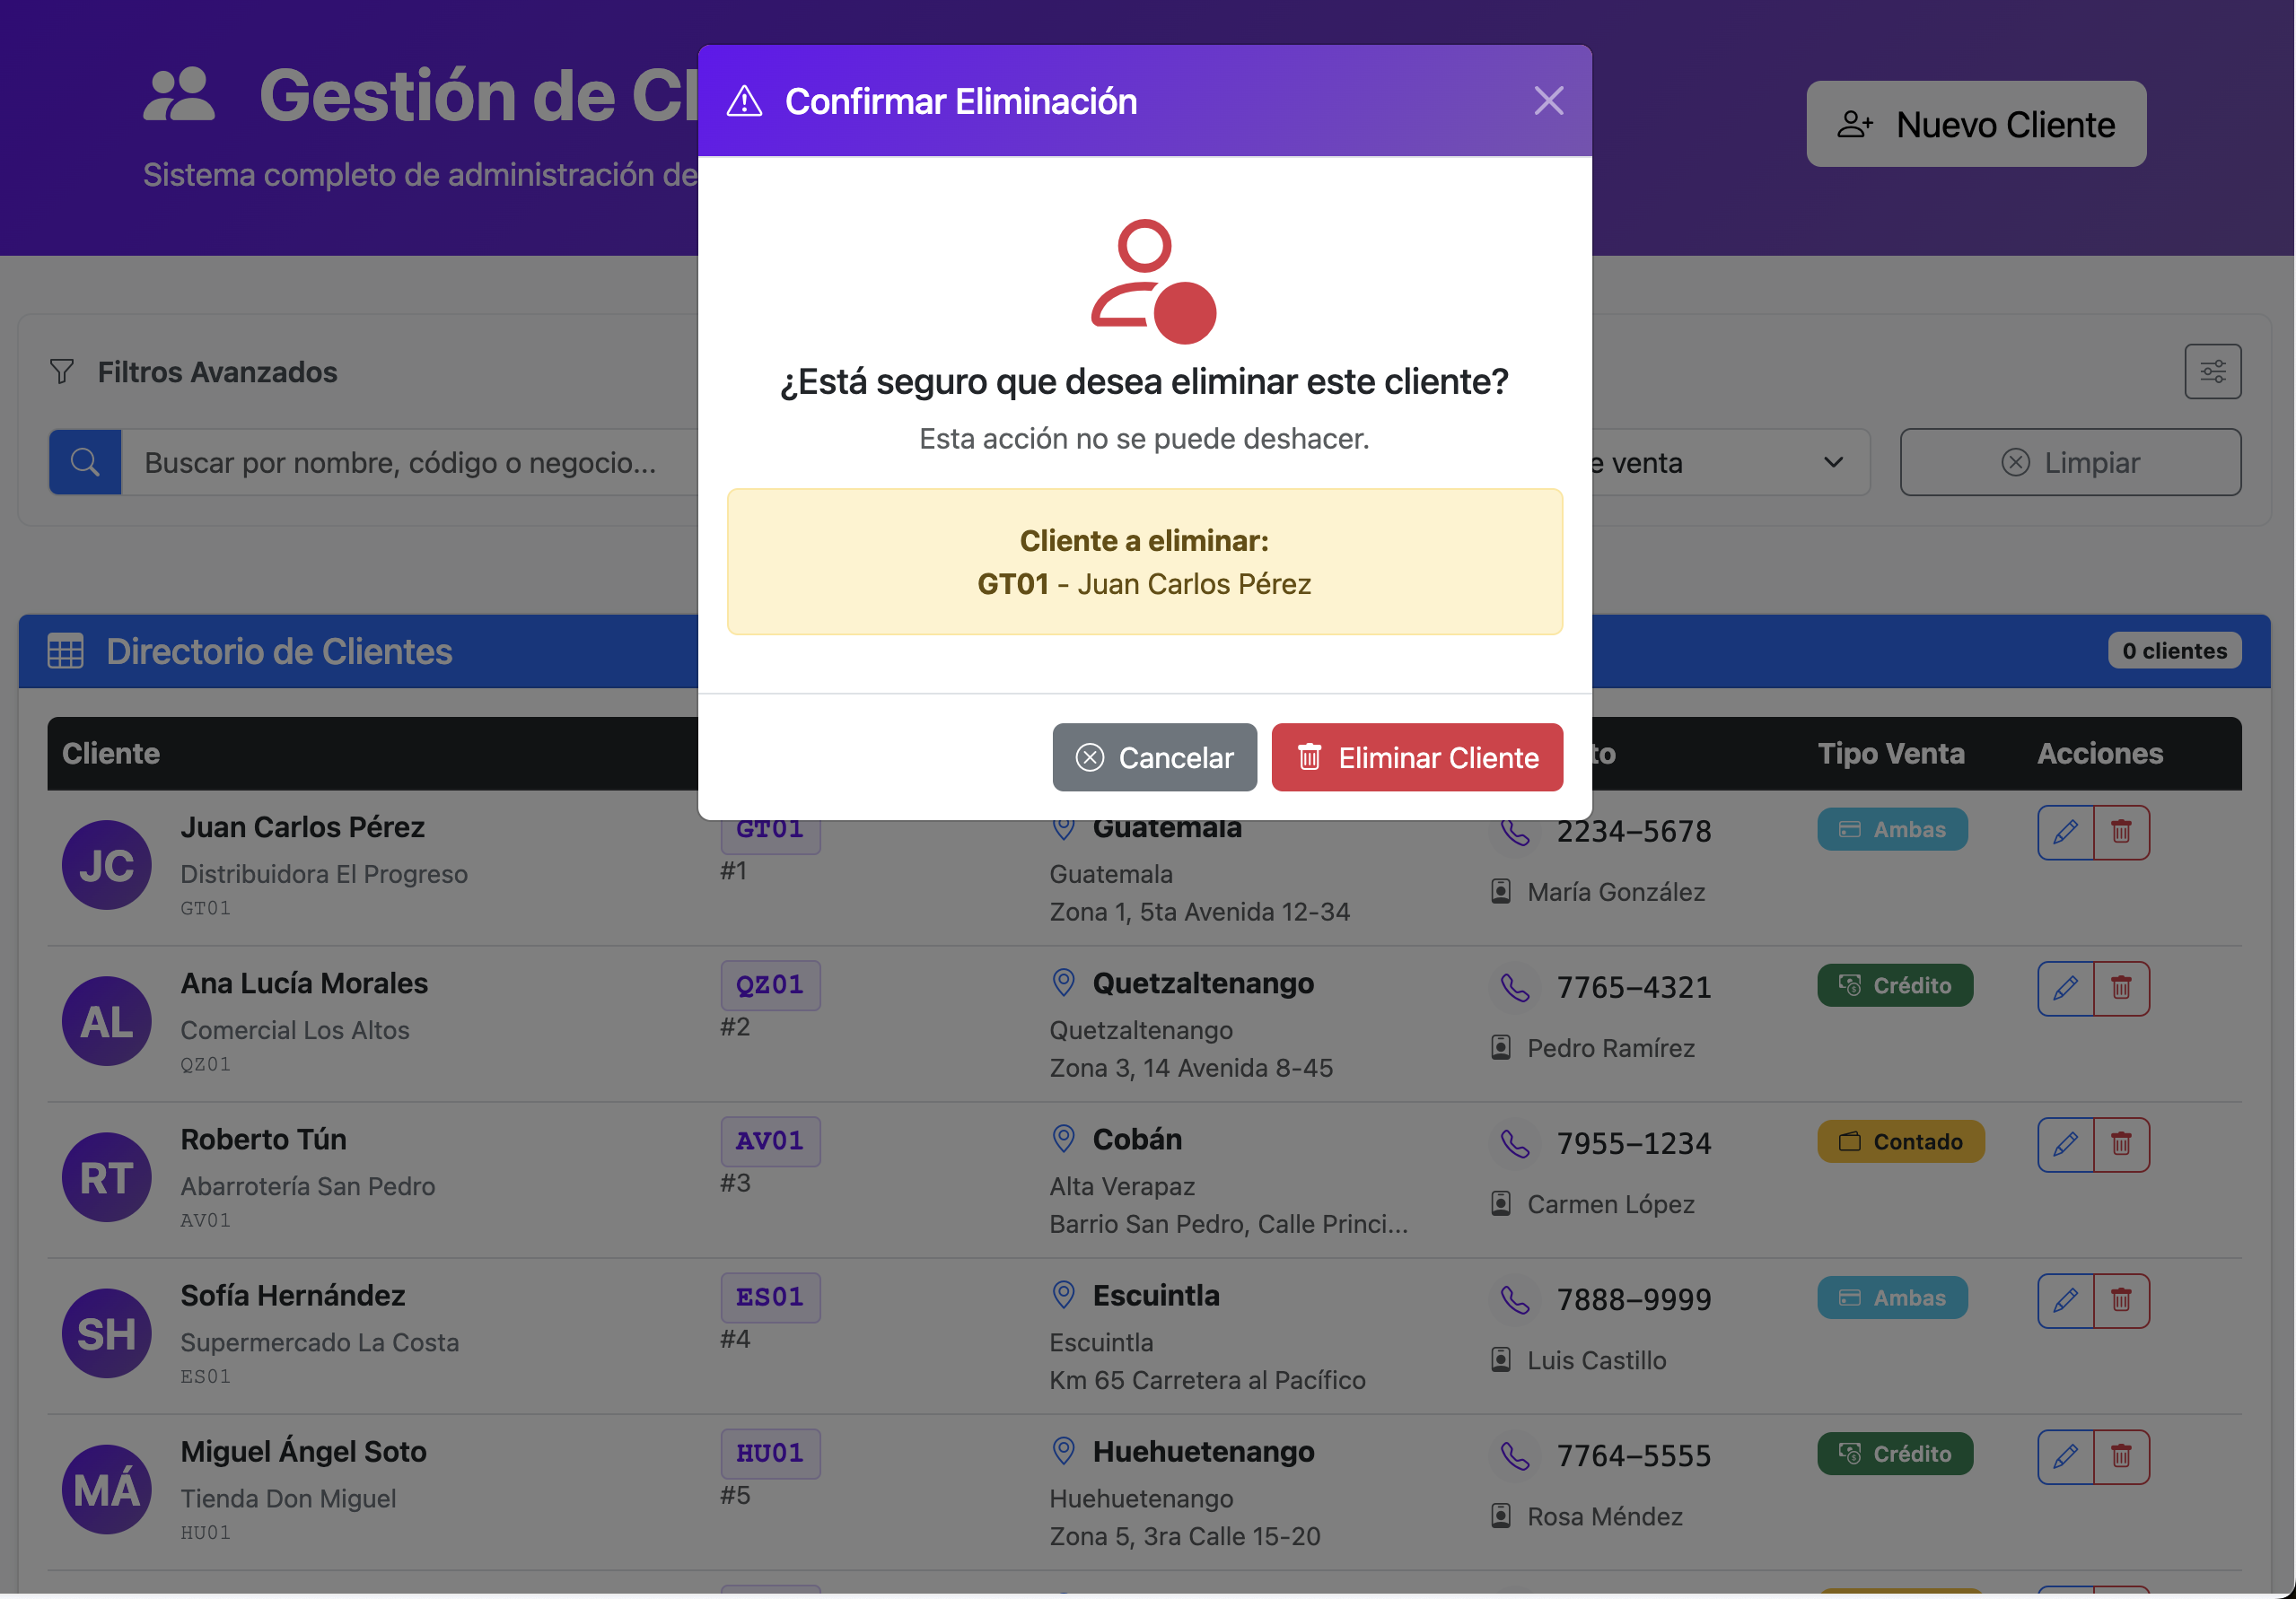 Gestión de Cl
Sistema completo de administración de
Nuevo Cliente
Confirmar Eliminación
¿Está seguro que desea eliminar este cliente?
Esta acción no se puede deshacer.
Cliente a eliminar:
GT01 - Juan Carlos Pérez
Cancelar
Eliminar Cliente
Filtros Avanzados
Buscar por nombre, código o negocio...
e venta
Limpiar
Directorio de Clientes
0 clientes
Cliente
to
Tipo Venta
Acciones
JC
Juan Carlos Pérez
Distribuidora El Progreso
GT01
GT01
#1
Guatemala
Guatemala
Zona 1, 5ta Avenida 12-34
2234-5678
María González
Ambas
AL
Ana Lucía Morales
Comercial Los Altos
QZ01
QZ01
#2
Quetzaltenango
Quetzaltenango
Zona 3, 14 Avenida 8-45
7765-4321
Pedro Ramírez
Crédito
RT
Roberto Tún
Abarrotería San Pedro
AV01
AV01
#3
Cobán
Alta Verapaz
Barrio San Pedro, Calle Princi...
7955-1234
Carmen López
Contado
SH
Sofía Hernández
Supermercado La Costa
ES01
ES01
#4
Escuintla
Escuintla
Km 65 Carretera al Pacífico
7888-9999
Luis Castillo
Ambas
MÁ
Miguel Ángel Soto
Tienda Don Miguel
HU01
HU01
#5
Huehuetenango
Huehuetenango
Zona 5, 3ra Calle 15-20
7764-5555
Rosa Méndez
Crédito